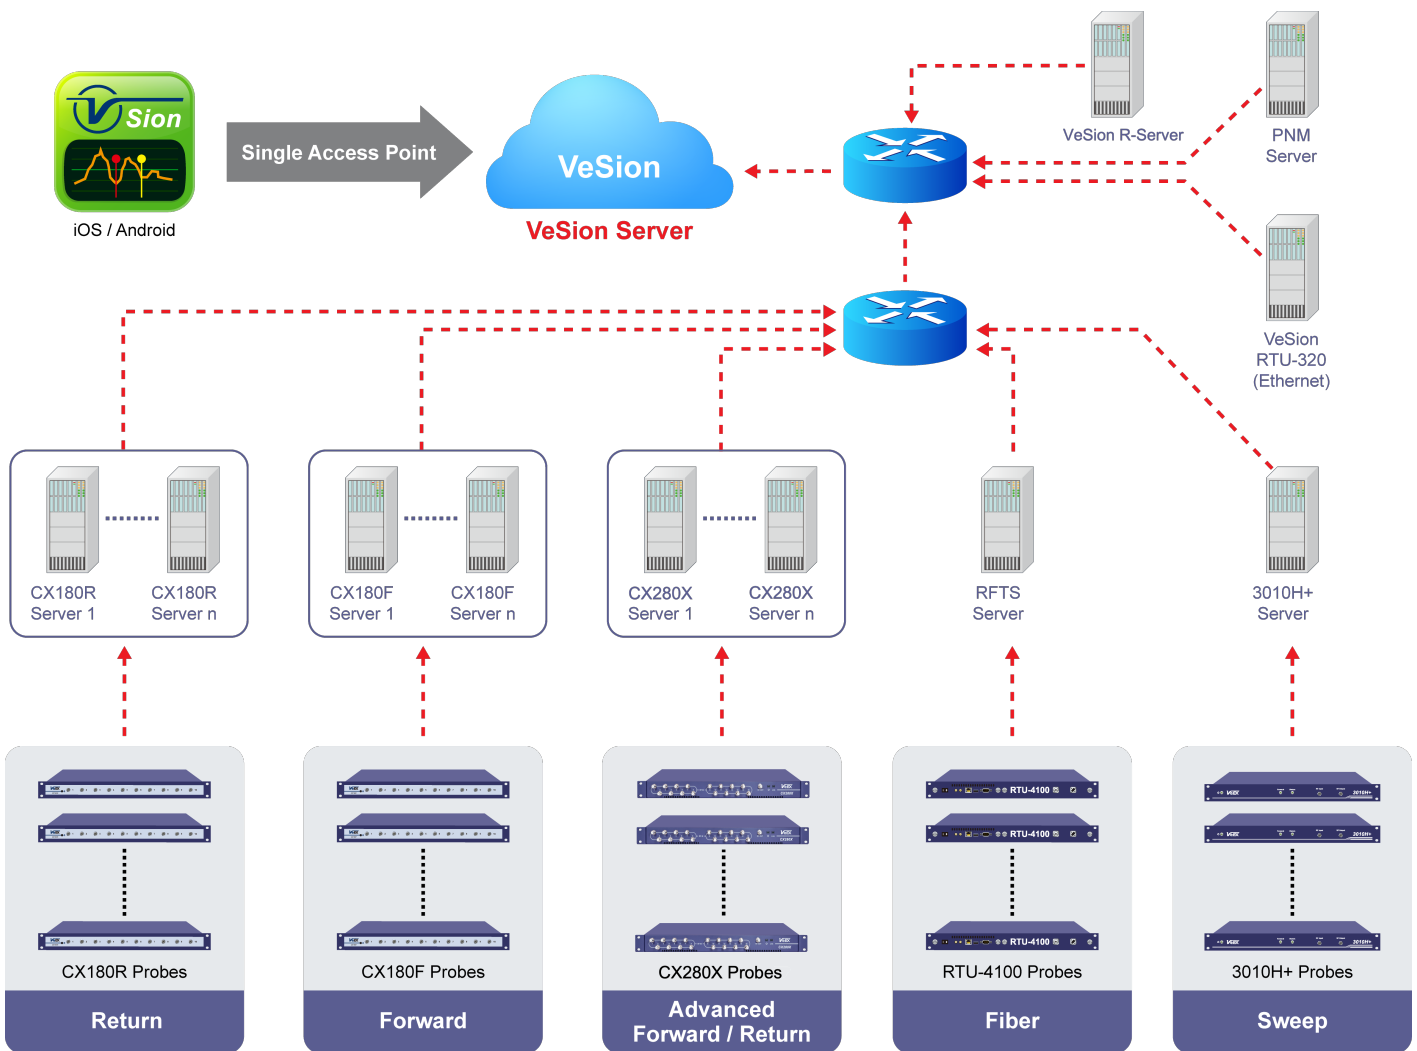 V Sion
iOS / Android
Single Access Point
VeSion
VeSion Server
VeSion R-Server
PNM
Server
VeSion
RTU-320
(Ethernet)
CX180R
Server 1
CX180R
Server n
CX180F
Server 1
CX180F
Server n
CX280X
Server 1
CX280X
Server n
RFTS
Server
3010H+
Server
RTU-4100
3010H+
RTU-4100
3010H+
RTU-4100
3010H+
CX180R Probes
CX180F Probes
CX280X Probes
RTU-4100 Probes
3010H+ Probes
Return
Forward
Advanced
Forward / Return
Fiber
Sweep